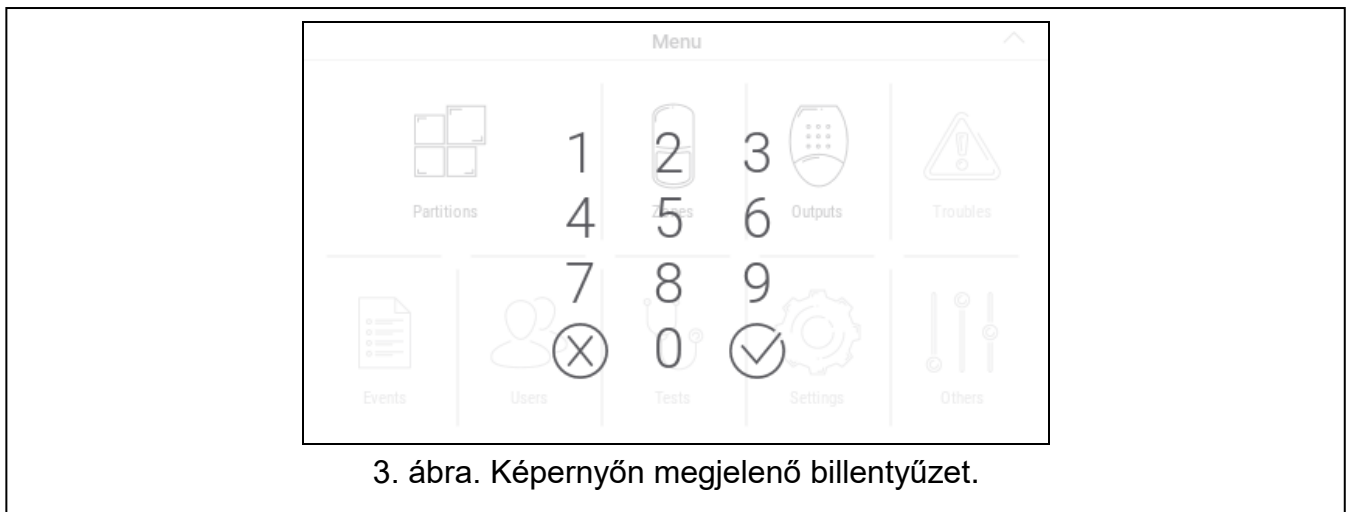 Menu
1 2 3
Partitions Zones Outputs Troubles
4 5 6
7 8 9
0
Events Users Tests Settings Others
3. ábra. Képernyőn megjelenő billentyűzet.